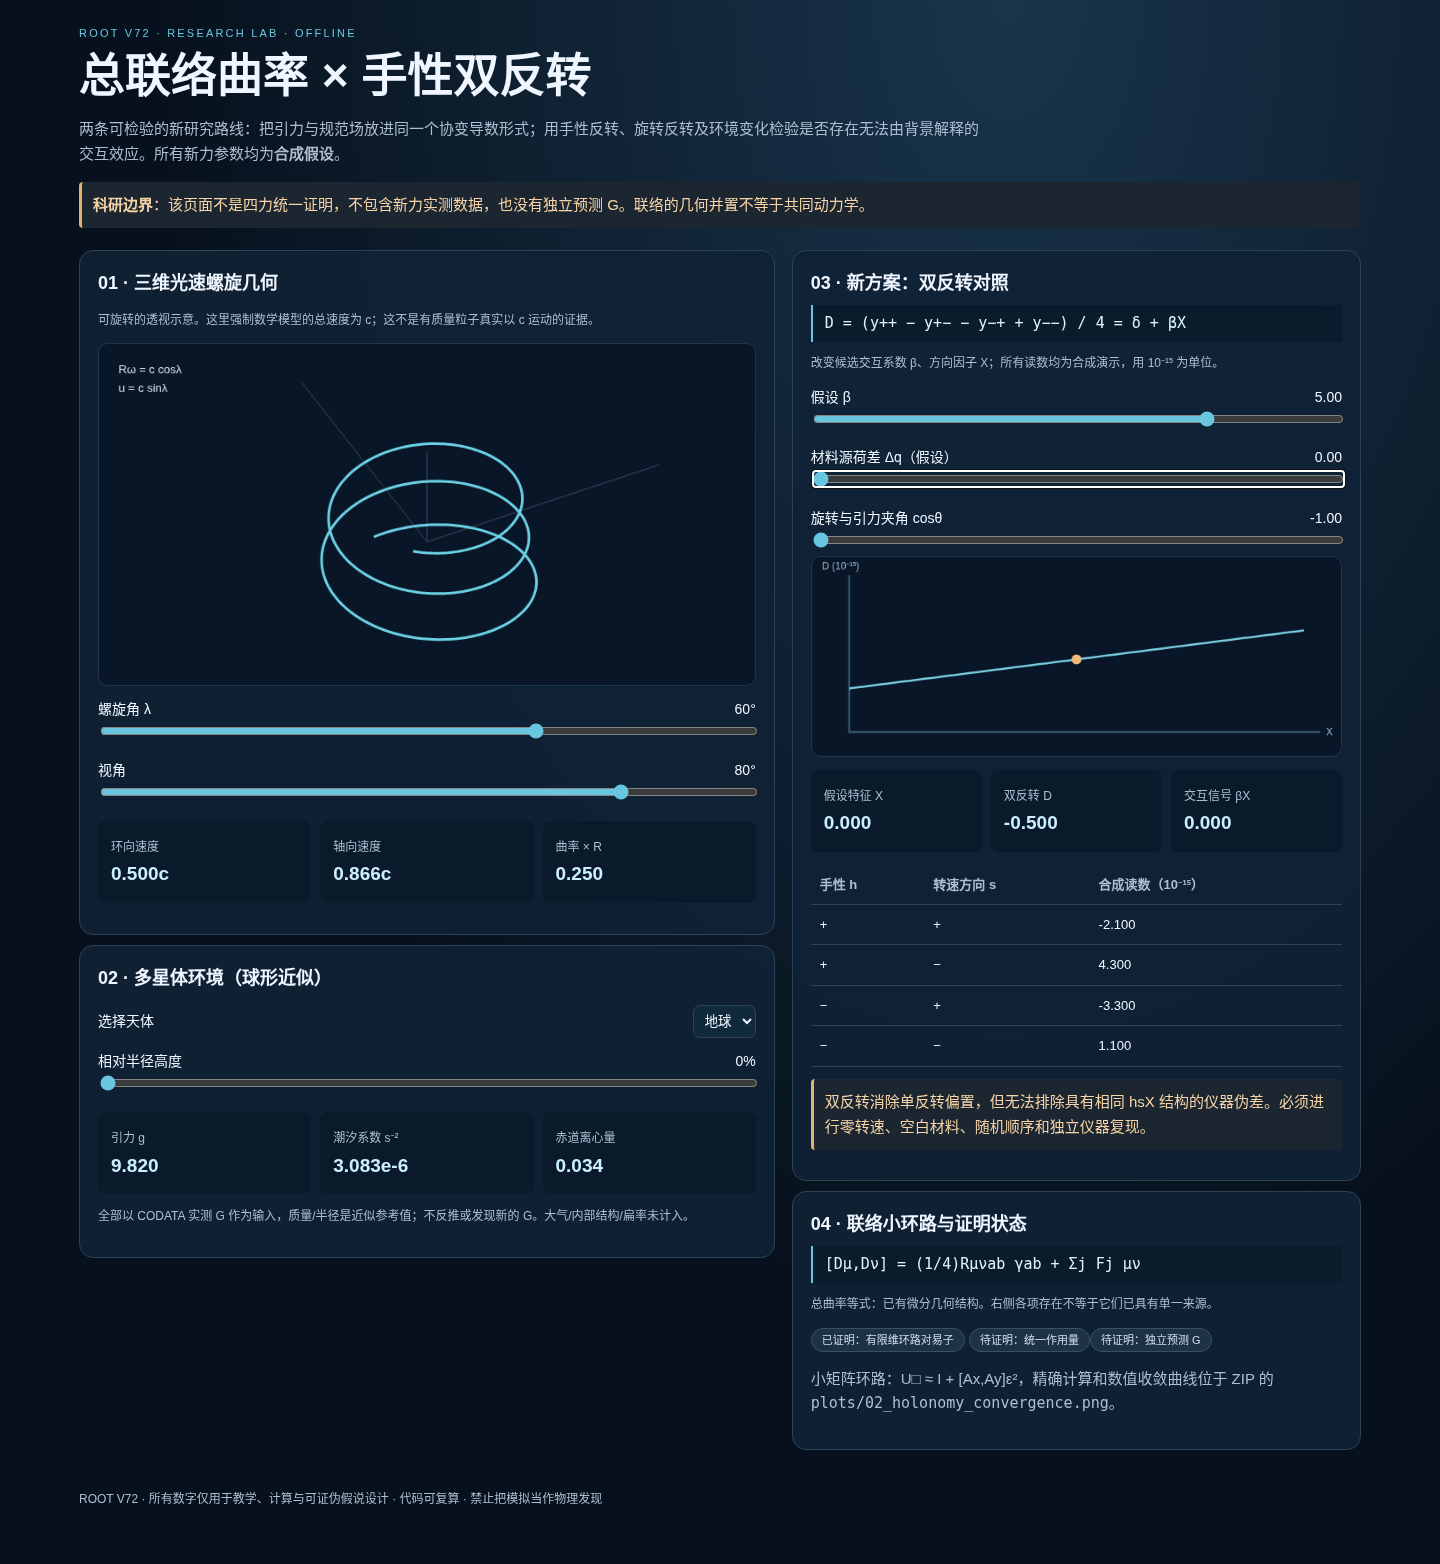 ROOT V72 · RESEARCH LAB · OFFLINE
总联络曲率 × 手性双反转
两条可检验的新研究路线：把引力与规范场放进同一个协变导数形式；用手性反转、旋转反转及环境变化检验是否存在无法由背景解释的
交互效应。所有新力参数均为合成假设。
科研边界：该页面不是四力统一证明，不包含新力实测数据，也没有独立预测 G。联络的几何并置不等于共同动力学。
01 · 三维光速螺旋几何
可旋转的透视示意。这里强制数学模型的总速度为 c；这不是有质量粒子真实以 c 运动的证据。
Rω = c cosλ
u = c sinλ
螺旋角 λ 60°
视角 80°
环向速度 轴向速度 曲率 × R
0.500c 0.866c 0.250
02 · 多星体环境（球形近似）
选择天体 地球
相对半径高度 0%
引力 g 潮汐系数 s⁻² 赤道离心量
9.820 3.083e-6 0.034
全部以 CODATA 实测 G 作为输入，质量/半径是近似参考值；不反推或发现新的 G。大气/内部结构/扁率未计入。
03 · 新方案：双反转对照
D = (y++ − y+− − y−+ + y−−) / 4 = δ + βX
改变候选交互系数 β、方向因子 X；所有读数均为合成演示，用 10⁻¹⁵ 为单位。
假设 β 5.00
材料源荷差 Δq（假设） 0.00
旋转与引力夹角 cosθ -1.00
D (10⁻¹⁵)
X
假设特征 X 双反转 D 交互信号 βX
0.000 -0.500 0.000
手性 h 转速方向 s 合成读数（10⁻¹⁵）
+ + -2.100
+ − 4.300
− + -3.300
− − 1.100
双反转消除单反转偏置，但无法排除具有相同 hsX 结构的仪器伪差。必须进
行零转速、空白材料、随机顺序和独立仪器复现。
04 · 联络小环路与证明状态
[Dμ,Dν] = (1/4)Rμνab γab + Σj Fj μν
总曲率等式：已有微分几何结构。右侧各项存在不等于它们已具有单一来源。
已证明：有限维环路对易子 待证明：统一作用量 待证明：独立预测 G
小矩阵环路：U□ ≈ I + [Ax,Ay]ε²，精确计算和数值收敛曲线位于 ZIP 的
plots/02_holonomy_convergence.png。
ROOT V72 · 所有数字仅用于教学、计算与可证伪假说设计 · 代码可复算 · 禁止把模拟当作物理发现